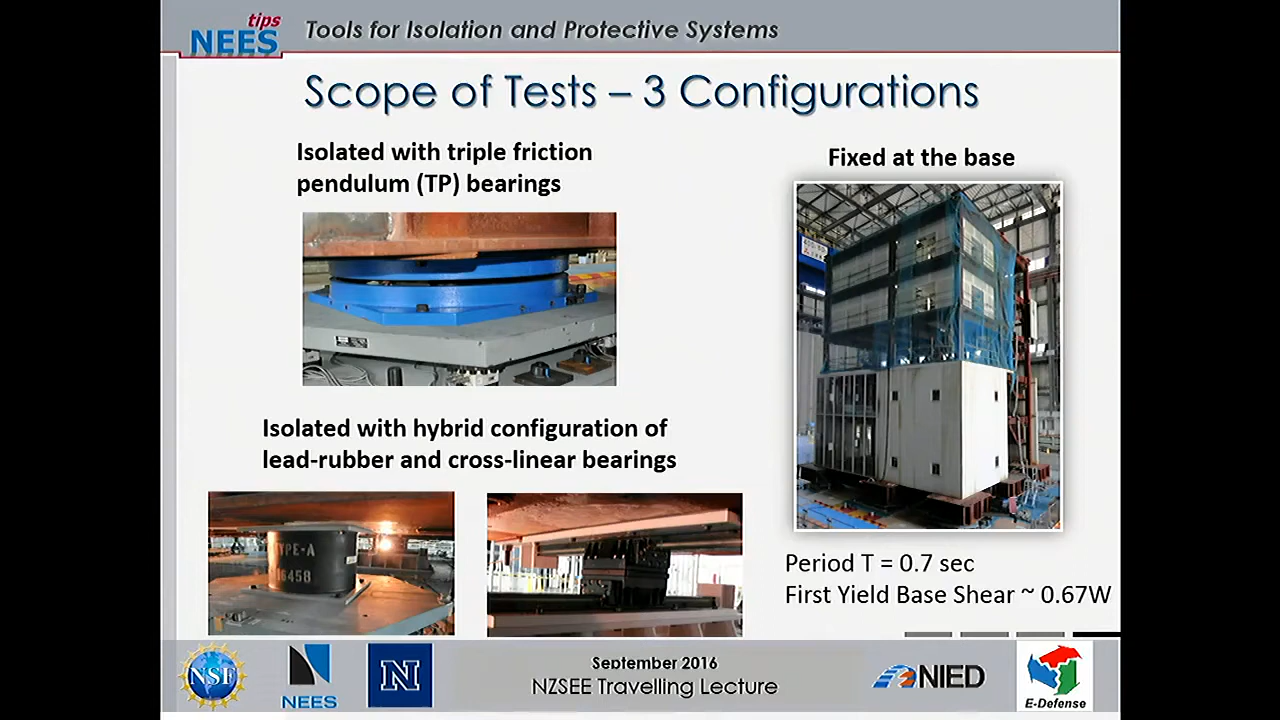 tips
NEES
Tools for Isolation and Protective Systems
Scope of Tests – 3 Configurations
Isolated with triple friction
pendulum (TP) bearings
Fixed at the base
Isolated with hybrid configuration of
lead-rubber and cross-linear bearings
YPE-A
16458
Period T = 0.7 sec
First Yield Base Shear ~ 0.67W
NSF
NEES
N
September 2016
NZSEE Travelling Lecture
NIED
E-Defense